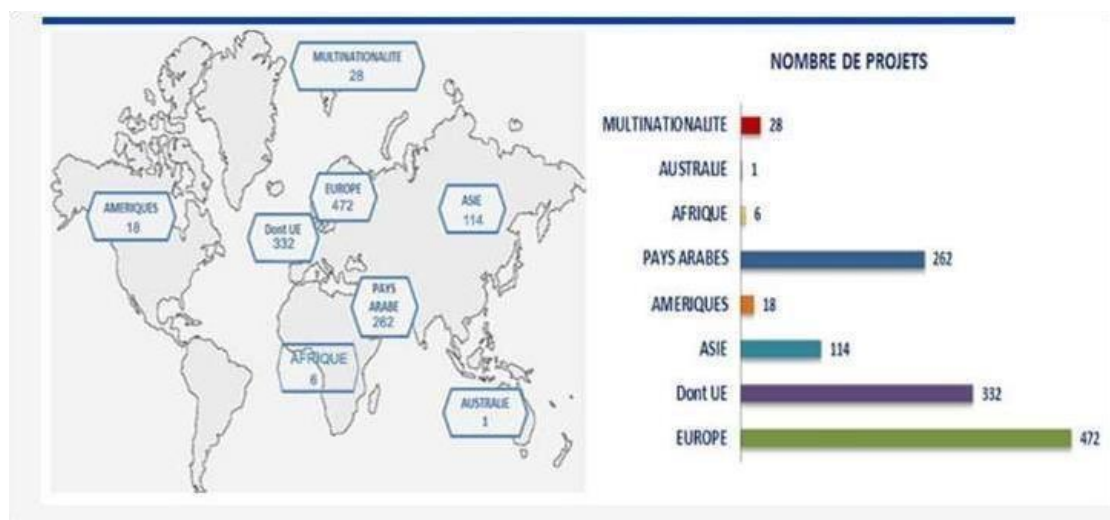 MULTINATIONALITE
28
EUROPE
472
ASIE
114
AMERIQUES
18
Dont UE
332
PAYS
ARABE
262
AFRIQUE
6
AUSTRALIE
1
NOMBRE DE PROJETS
MULTINATIONALITE 28
AUSTRALIE 1
AFRIQUE 6
PAYS ARABES 262
AMERIQUES 18
ASIE 114
Dont UE 332
EUROPE 472